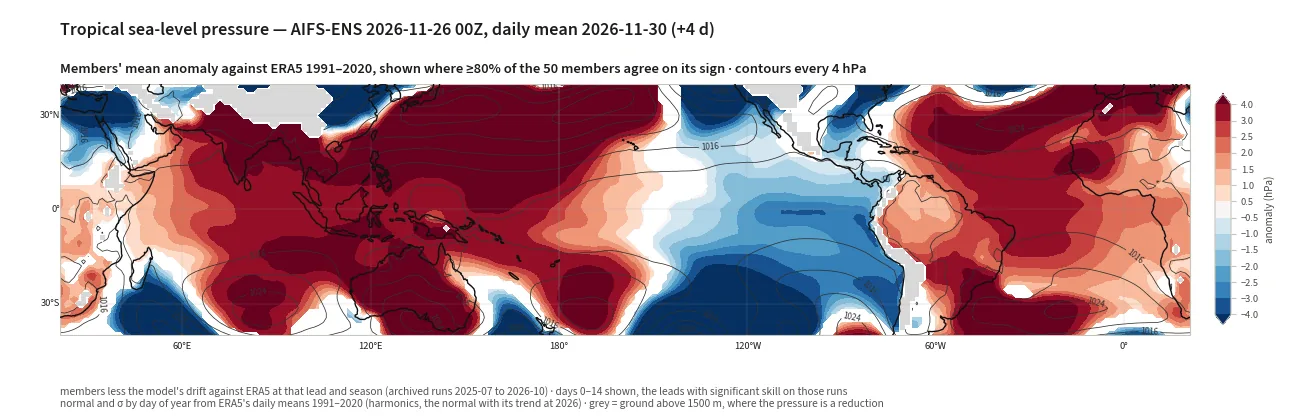 Tropical sea-level pressure — AIFS-ENS 2026-11-26 00Z, daily mean 2026-11-30 (+4 d)
Members' mean anomaly against ERA5 1991–2020, shown where ≥80% of the 50 members agree on its sign · contours every 4 hPa
30°N
0°
30°S
60°E
120°E
180°
120°W
60°W
0°
1016
1016
1016
1016
1024
1016
1024
1016
1024
1016
4.0
3.0
2.5
2.0
1.5
1.0
0.5
−0.5
−1.0
−1.5
−2.0
−2.5
−3.0
−4.0
anomaly (hPa)
members less the model's drift against ERA5 at that lead and season (archived runs 2025-07 to 2026-10) · days 0–14 shown, the leads with significant skill on those runs
normal and σ by day of year from ERA5's daily means 1991–2020 (harmonics, the normal with its trend at 2026) · grey = ground above 1500 m, where the pressure is a reduction